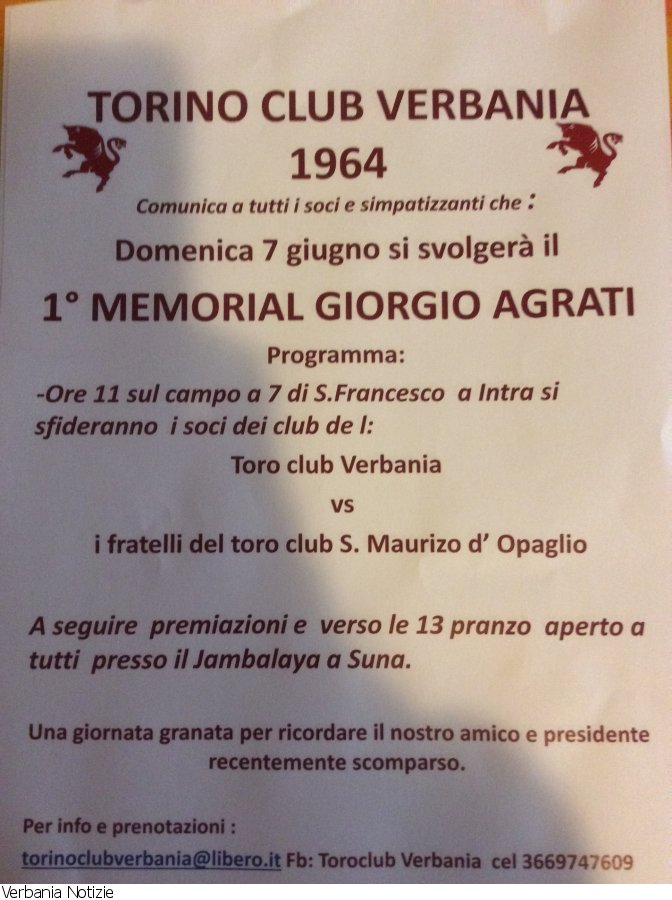 TORINO CLUB VERBANIA
1964
Comunica a tutti i soci e simpatizzanti che :
Domenica 7 giugno si svolgerà il
1° MEMORIAL GIORGIO AGRATI
Programma:
-Ore 11 sul campo a 7 di S.Francesco a Intra si
sfideranno i soci dei club de l:
Toro club Verbania
vs
i fratelli del toro club S. Maurizo d' Opaglio
A seguire premiazioni e verso le 13 pranzo aperto a
tutti presso il Jambalaya a Suna.
Una giornata granata per ricordare il nostro amico e presidente
recentemente scomparso.
Per info e prenotazioni :
torinoclubverbania@libero.it Fb: Toroclub Verbania cel 3669747609
Verbania Notizie